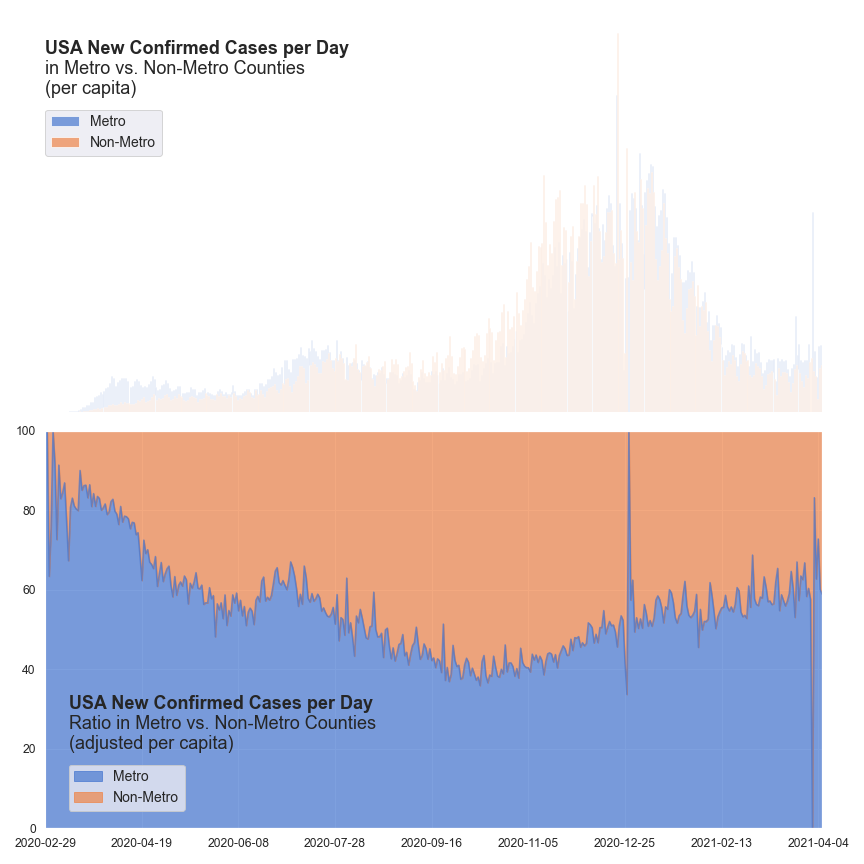 USA New Confirmed Cases per Day
in Metro vs. Non-Metro Counties
(per capita)
Metro
Non-Metro
100
80
60
40
20
0
USA New Confirmed Cases per Day
Ratio in Metro vs. Non-Metro Counties
(adjusted per capita)
Metro
Non-Metro
2020-02-29 2020-04-19 2020-06-08 2020-07-28 2020-09-16 2020-11-05 2020-12-25 2021-02-13 2021-04-04